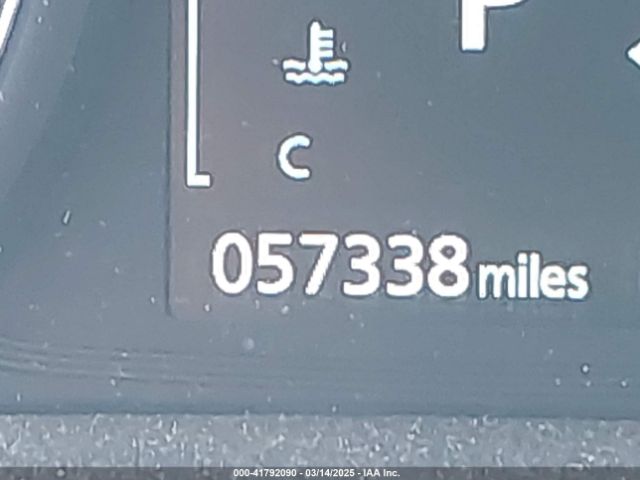 P
C
057338 miles
000-41792090 - 03/14/2025 - IAA Inc.